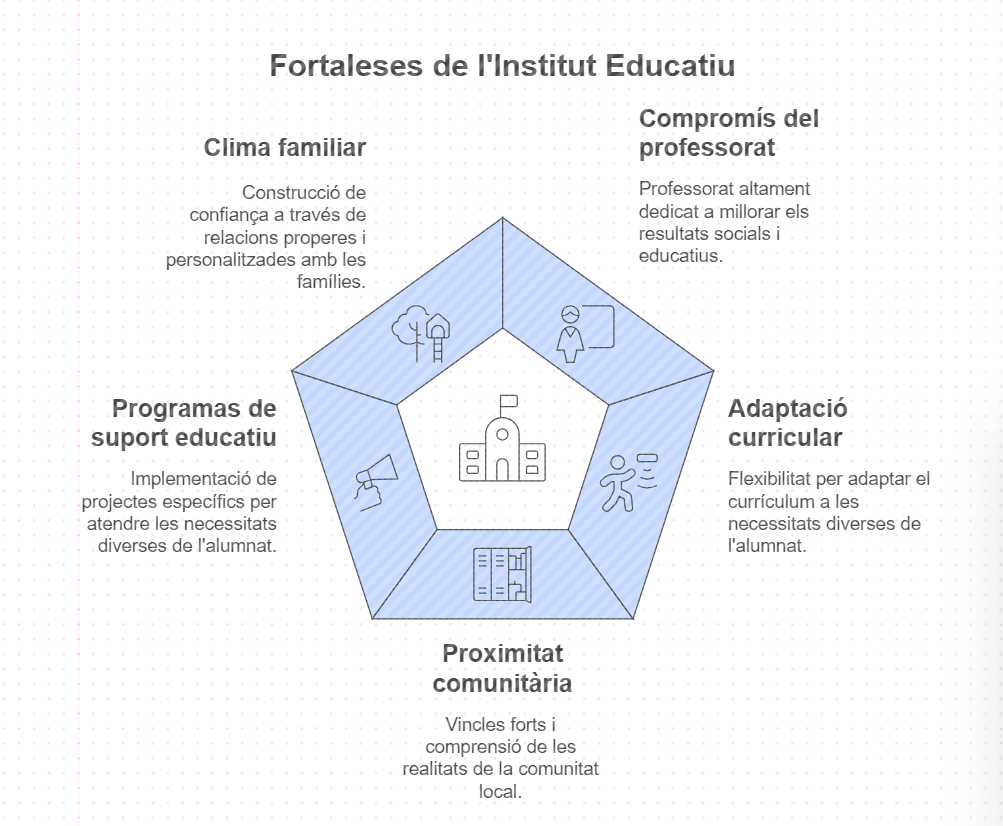 Fortaleses de l'Institut Educatiu
Clima familiar
Construcció de
confiança a través de
relacions properes i
personalitzades amb les
famílies.
Compromís del
professorat
Professorat altament
dedicat a millorar els
resultats socials i
educatius.
Programas de
suport educatiu
Implementació de
projectes específics per
atendre les necessitats
diverses de l'alumnat.
Adaptació
curricular
Flexibilitat per adaptar el
currículum a les
necessitats diverses de
l'alumnat.
Proximitat
comunitària
Vincles forts i
comprensió de les
realitats de la comunitat
local.